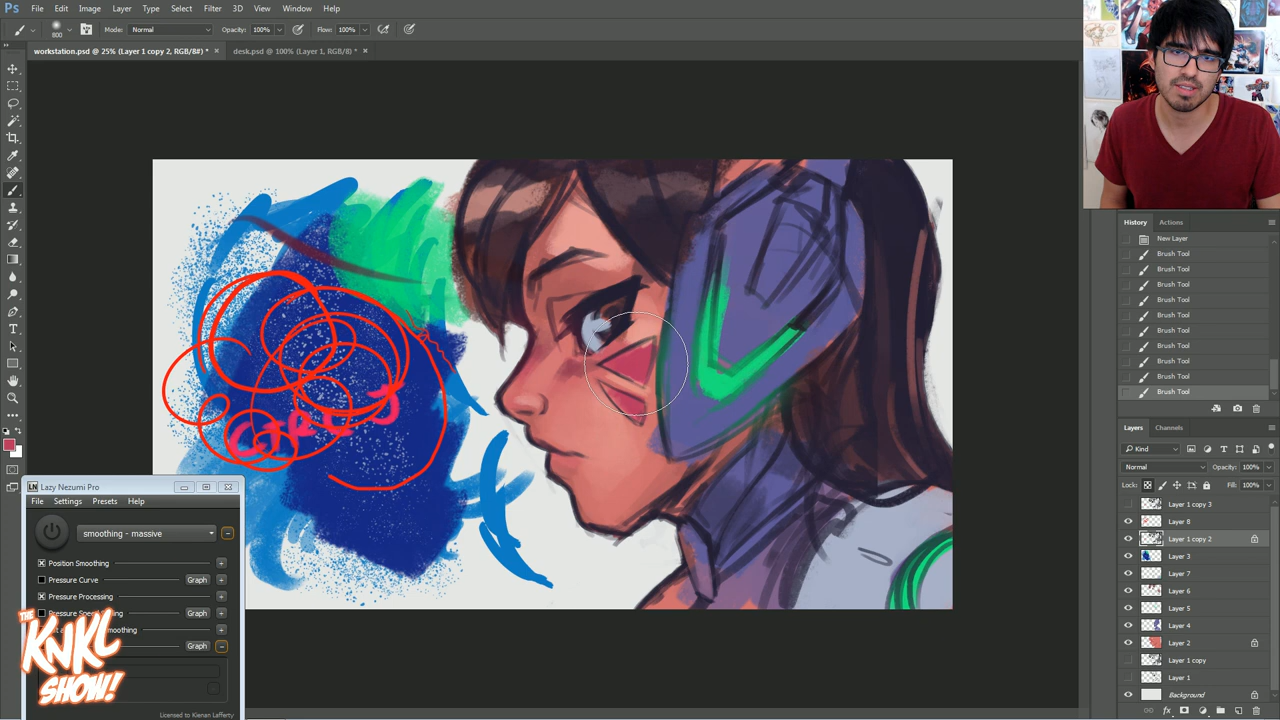 Ps File Edit Image Layer Type Select Filter 3D View Window Help
800 Mode: Normal Opacity: 100% Flow: 100%
workstation.psd @ 25% (Layer 1 copy 2, RGB/8#) * × desk.psd @ 100% (Layer 1, RGB/8) * ×
History Actions
New Layer
Brush Tool
Brush Tool
Brush Tool
Brush Tool
Brush Tool
Brush Tool
Brush Tool
Brush Tool
Brush Tool
Layers Channels
Kind
Normal Opacity: 100%
Lock: Fill: 100%
Layer 1 copy 3
Layer 8
Layer 1 copy 2
Layer 3
Layer 7
Layer 6
Layer 5
Layer 4
Layer 2
Layer 1 copy
Layer 1
Background
LN Lazy Nezumi Pro
File Settings Presets Help
smoothing - massive
Position Smoothing
Pressure Curve Graph
Pressure Processing
Graph
Graph
Licensed to Kienan Lafferty
THE
KNKL
SHOW!